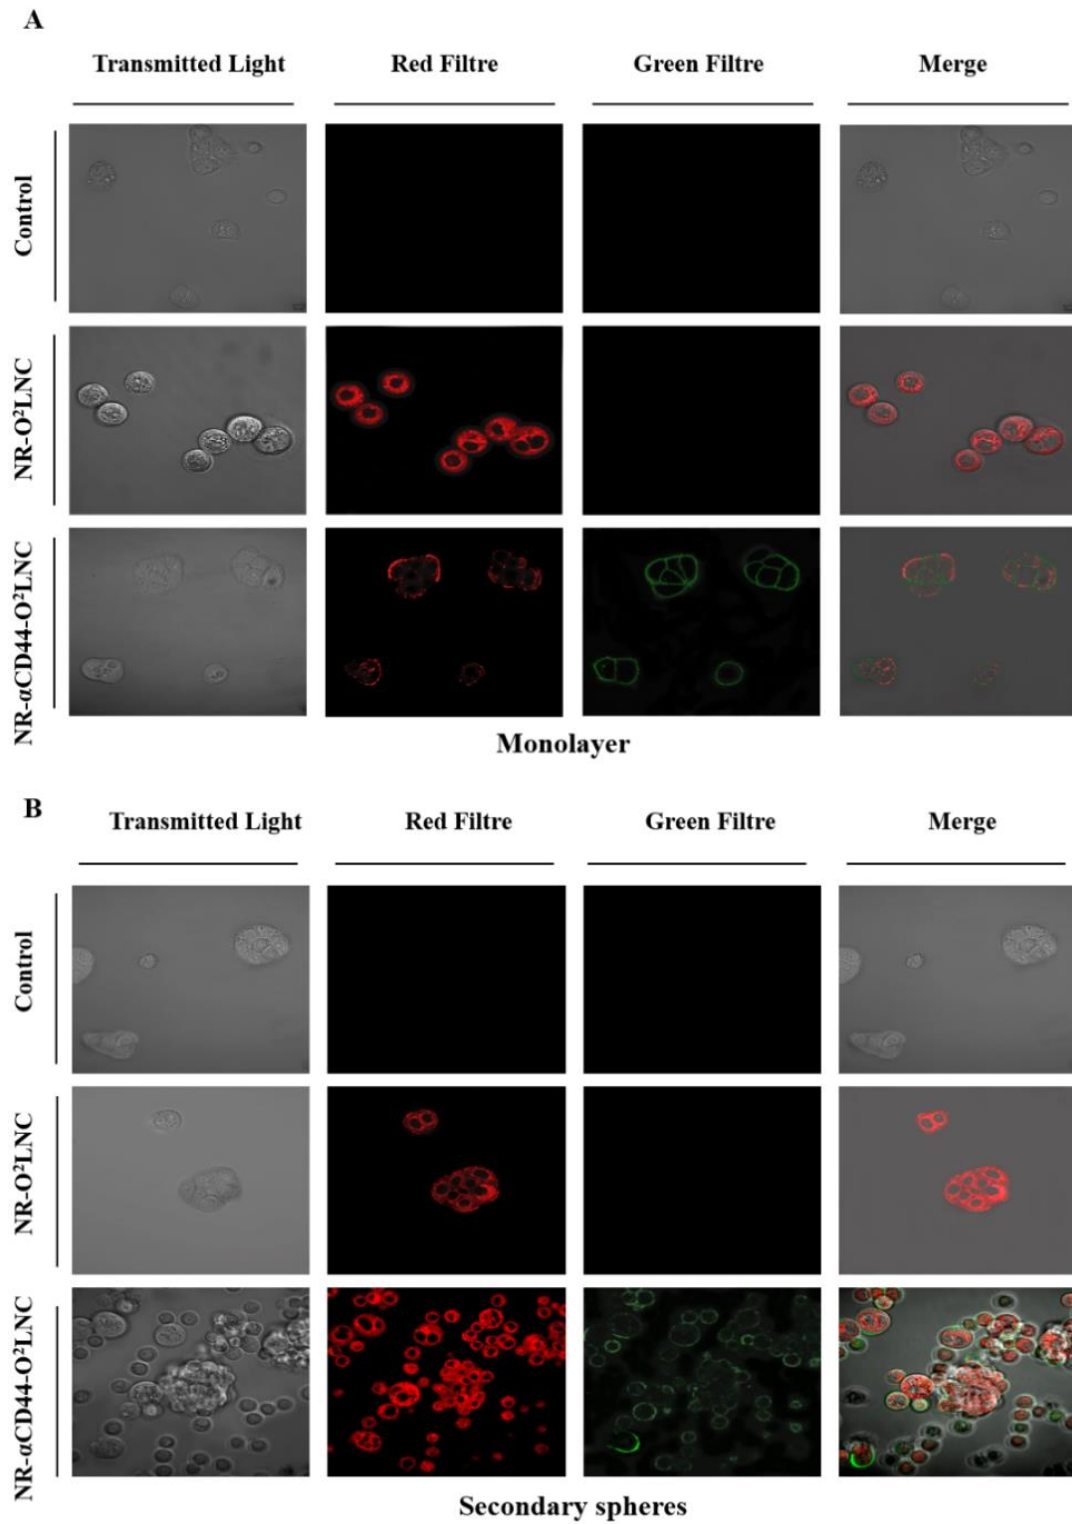 A
Transmitted Light Red Filtre Green Filtre Merge
Control
NR-O²LNC
NR-αCD44-O²LNC
Monolayer
B
Transmitted Light Red Filtre Green Filtre Merge
Control
NR-O²LNC
NR-αCD44-O²LNC
Secondary spheres